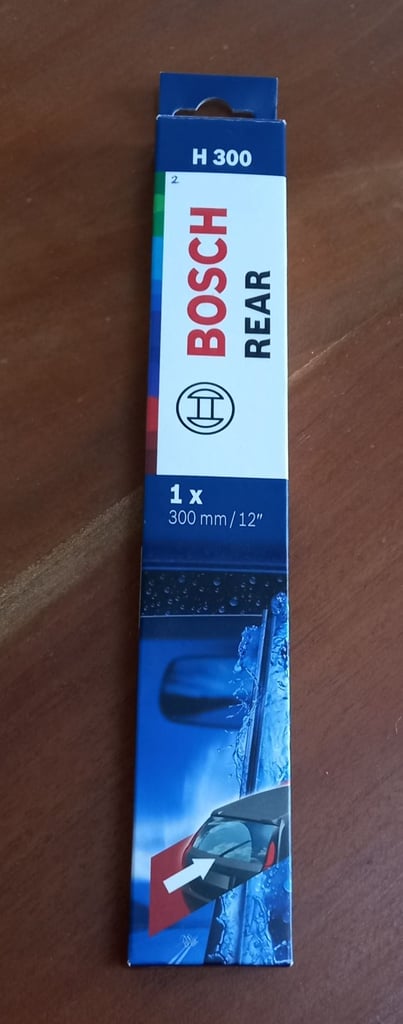 H 300
2
BOSCH
REAR
1 x
300 mm / 12″